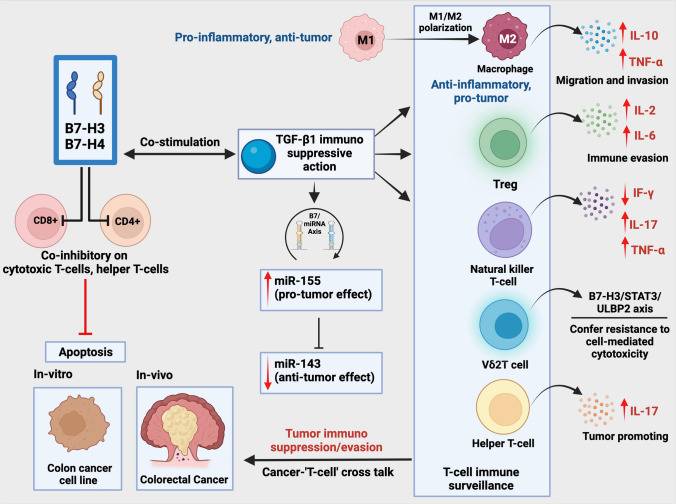 Pro-inflammatory, anti-tumor
M1
M1/M2
polarization
M2
Macrophage
IL-10
TNF-α
Migration and invasion
Anti-inflammatory,
pro-tumor
B7-H3
B7-H4
Co-stimulation
TGF-β1 immuno
suppressive
action
Treg
IL-2
IL-6
Immune evasion
CD8+
CD4+
Co-inhibitory on
cytotoxic T-cells, helper T-cells
B7/
miRNA
Axis
Natural killer
T-cell
IF-γ
IL-17
TNF-α
miR-155
(pro-tumor effect)
B7-H3/STAT3/
ULBP2 axis
Confer resistance to
cell-mediated
cytotoxicity
Vδ2T cell
Apoptosis
miR-143
(anti-tumor effect)
In-vitro
In-vivo
Colon cancer
cell line
Colorectal Cancer
Helper T-cell
IL-17
Tumor promoting
Tumor immuno
suppression/evasion
Cancer-'T-cell' cross talk
T-cell immune
surveillance